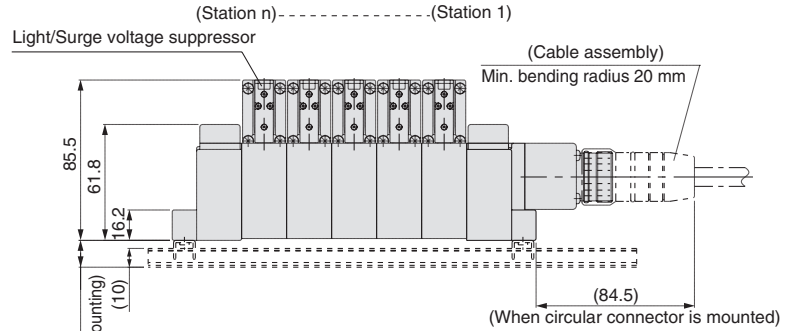 (Station n)
(Station 1)
Light/Surge voltage suppressor
(Cable assembly)
Min. bending radius 20 mm
85.5
61.8
16.2
(10)
(84.5)
(When circular connector is mounted)